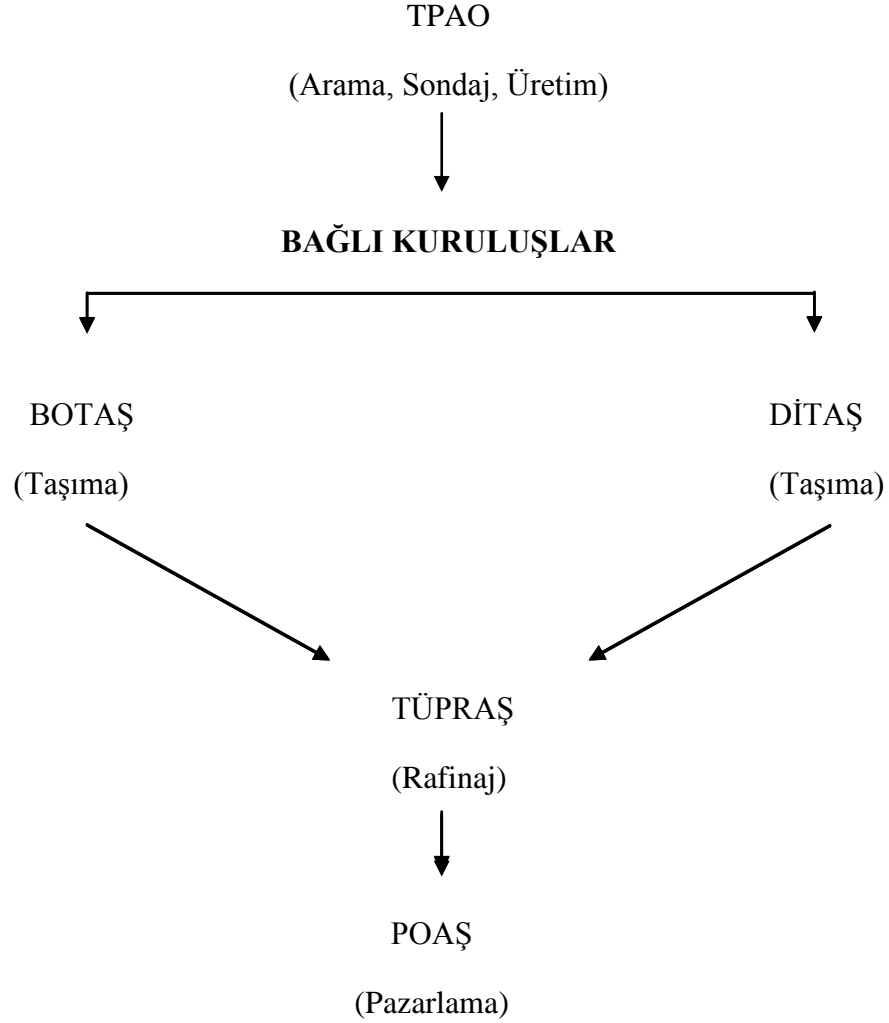 TPAO
(Arama, Sondaj, Üretim)
BAĞLI KURULUŞLAR
BOTAŞ
DİTAŞ
(Taşıma)
(Taşıma)
TÜPRAŞ
(Rafinaj)
POAŞ
(Pazarlama)